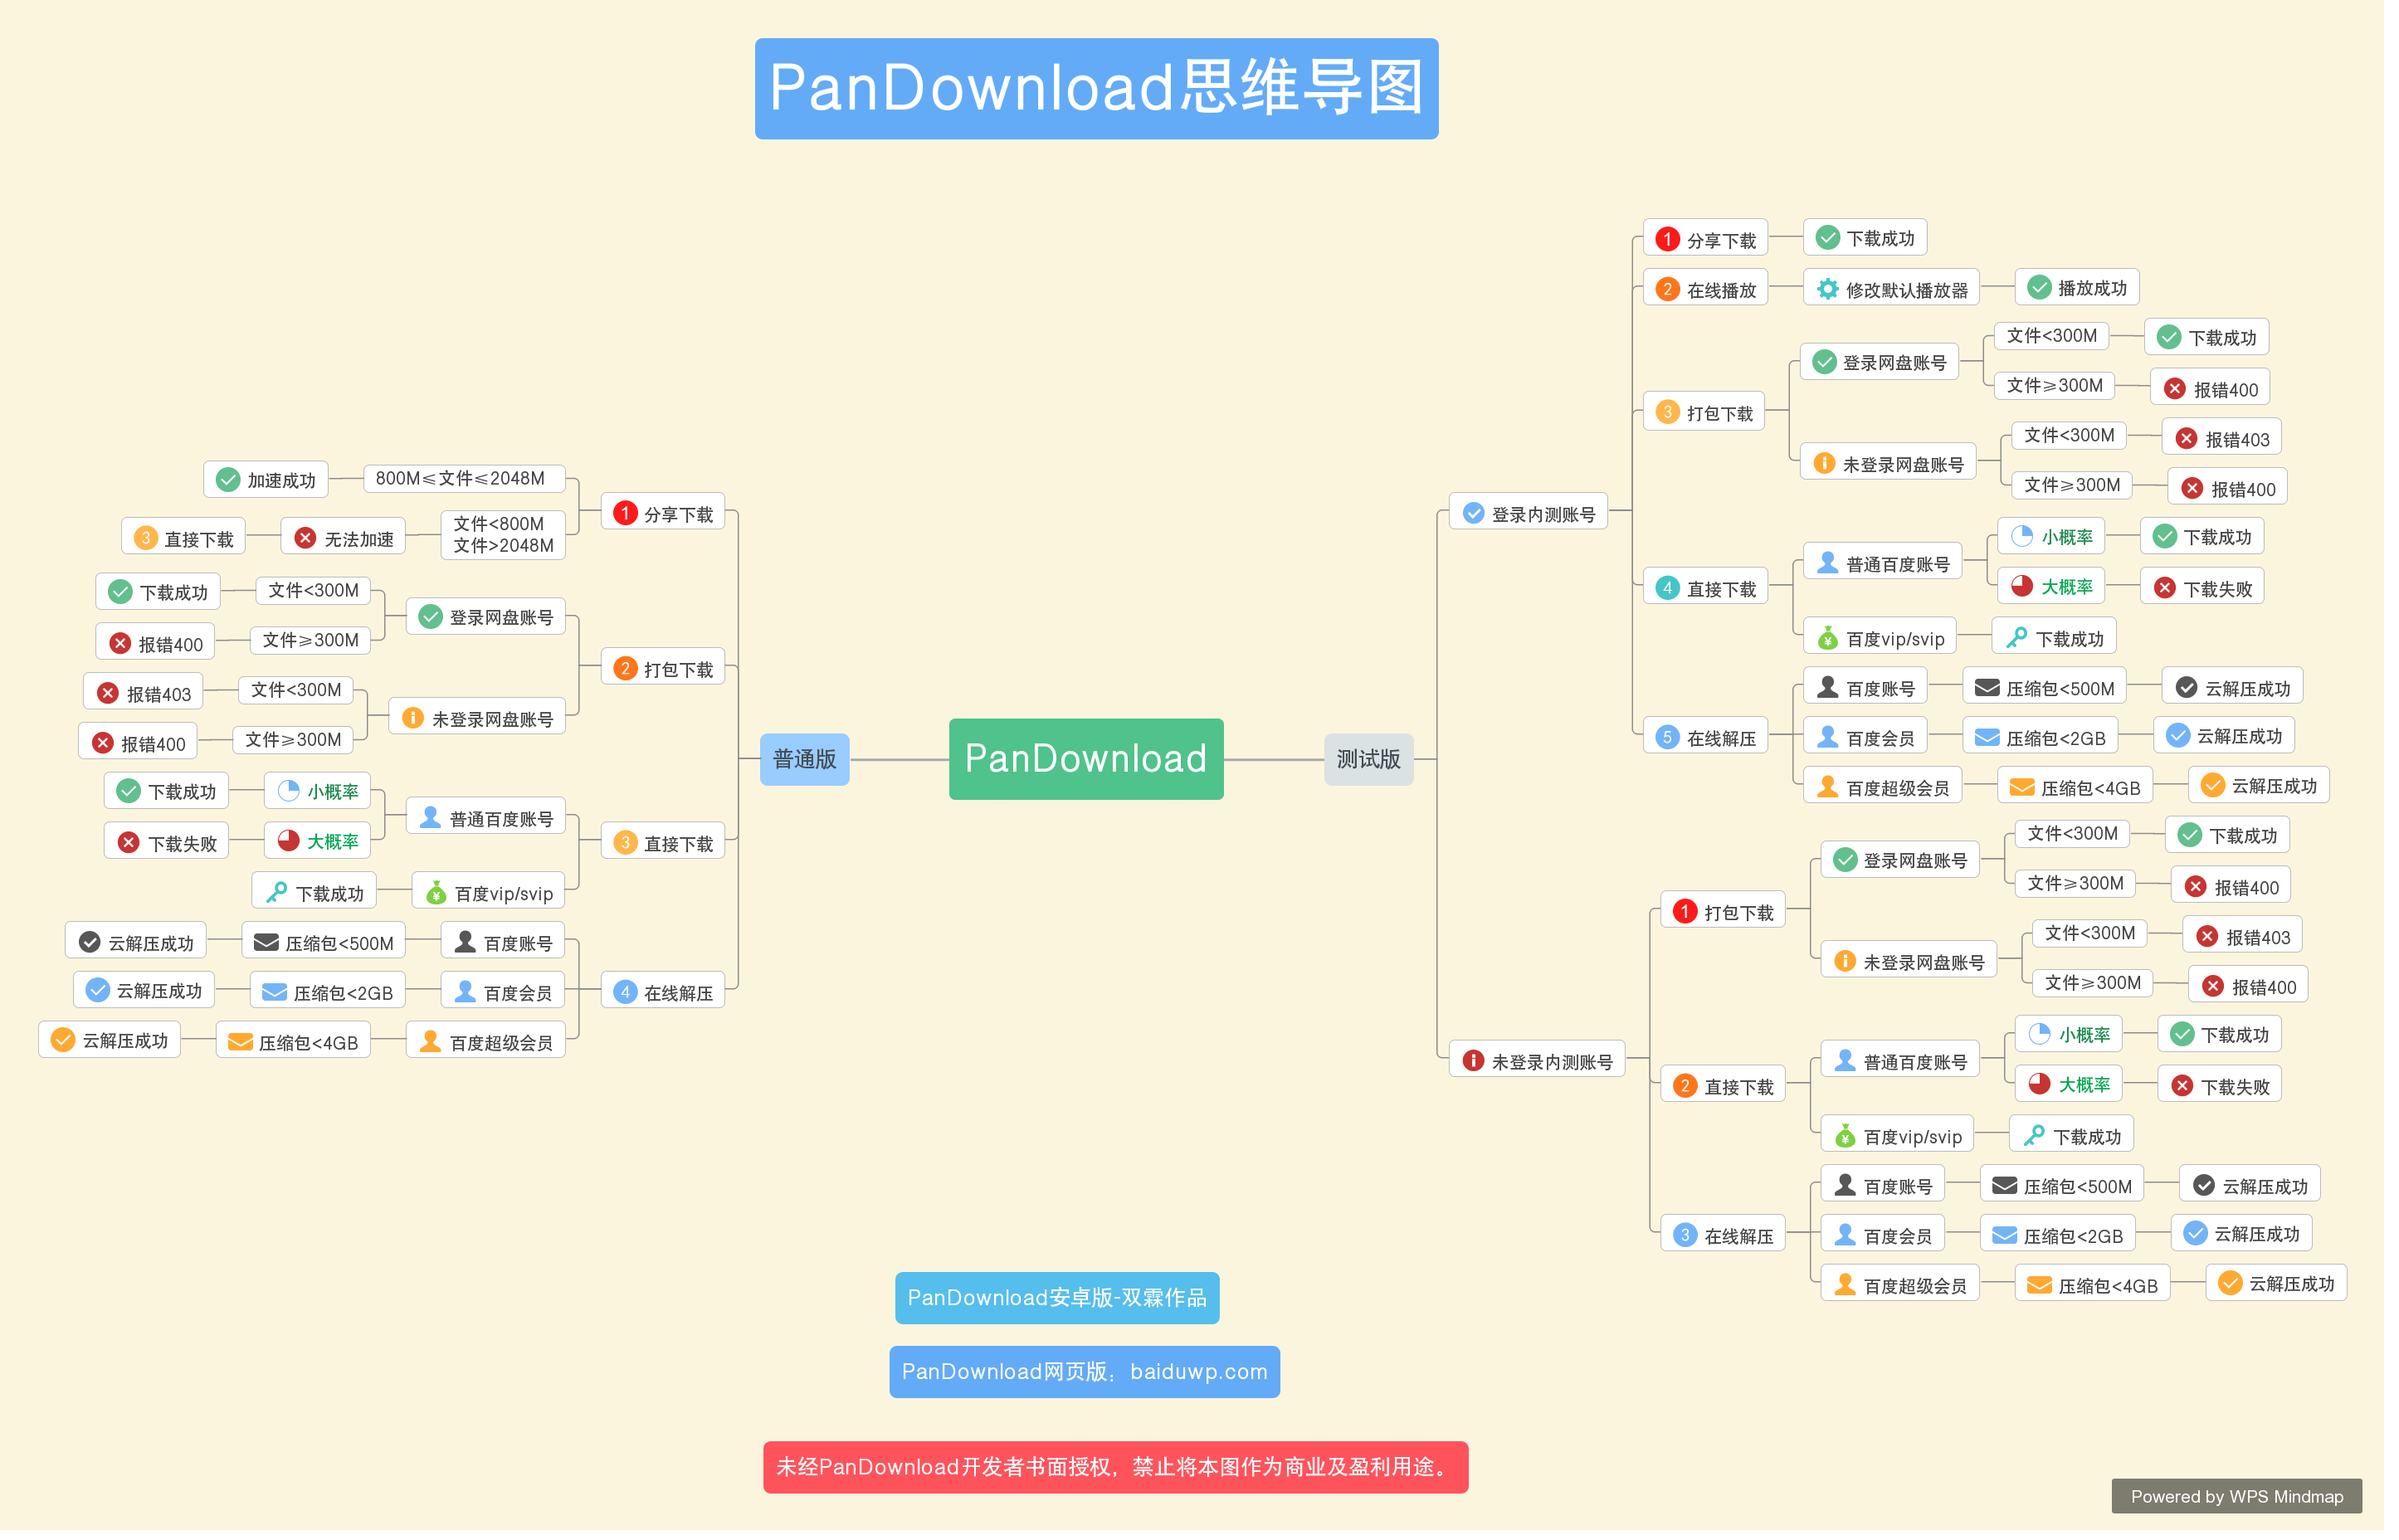 PanDownload思维导图
PanDownload
普通版
1 分享下载
800M≤文件≤2048M
加速成功
文件<800M
文件>2048M
无法加速
3 直接下载
2 打包下载
登录网盘账号
文件<300M
下载成功
文件≥300M
报错400
未登录网盘账号
文件<300M
报错403
文件≥300M
报错400
3 直接下载
普通百度账号
小概率
下载成功
大概率
下载失败
百度vip/svip
下载成功
4 在线解压
百度账号
压缩包<500M
云解压成功
百度会员
压缩包<2GB
云解压成功
百度超级会员
压缩包<4GB
云解压成功
测试版
登录内测账号
1 分享下载
下载成功
2 在线播放
修改默认播放器
播放成功
3 打包下载
登录网盘账号
文件<300M
下载成功
文件≥300M
报错400
未登录网盘账号
文件<300M
报错403
文件≥300M
报错400
4 直接下载
普通百度账号
小概率
下载成功
大概率
下载失败
百度vip/svip
下载成功
5 在线解压
百度账号
压缩包<500M
云解压成功
百度会员
压缩包<2GB
云解压成功
百度超级会员
压缩包<4GB
云解压成功
未登录内测账号
1 打包下载
登录网盘账号
文件<300M
下载成功
文件≥300M
报错400
未登录网盘账号
文件<300M
报错403
文件≥300M
报错400
2 直接下载
普通百度账号
小概率
下载成功
大概率
下载失败
百度vip/svip
下载成功
3 在线解压
百度账号
压缩包<500M
云解压成功
百度会员
压缩包<2GB
云解压成功
百度超级会员
压缩包<4GB
云解压成功
PanDownload安卓版-双霖作品
PanDownload网页版：baiduwp.com
未经PanDownload开发者书面授权，禁止将本图作为商业及盈利用途。
Powered by WPS Mindmap